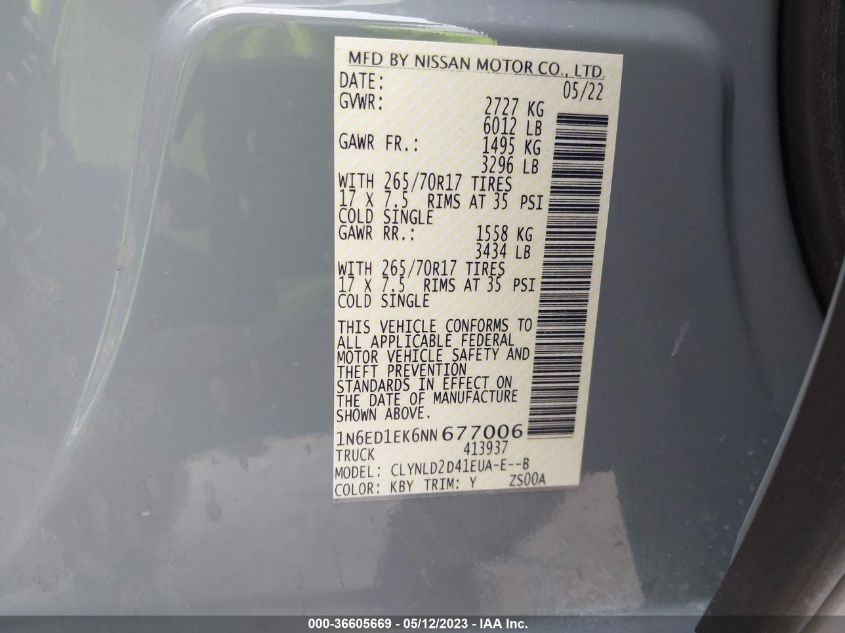 MFD BY NISSAN MOTOR CO., LTD.
DATE: 05/22
GVWR: 2727 KG
6012 LB
GAWR FR.: 1495 KG
3296 LB
WITH 265/70R17 TIRES
17 X 7.5 RIMS AT 35 PSI
COLD SINGLE
GAWR RR.: 1558 KG
3434 LB
WITH 265/70R17 TIRES
17 X 7.5 RIMS AT 35 PSI
COLD SINGLE
THIS VEHICLE CONFORMS TO
ALL APPLICABLE FEDERAL
MOTOR VEHICLE SAFETY AND
THEFT PREVENTION
STANDARDS IN EFFECT ON
THE DATE OF MANUFACTURE
SHOWN ABOVE.
1N6ED1EK6NN677006
TRUCK 413937
MODEL: CLYNLD2D41EUA-E--B
COLOR: KBY TRIM: Y ZS00A
000-36605669 - 05/12/2023 - IAA Inc.